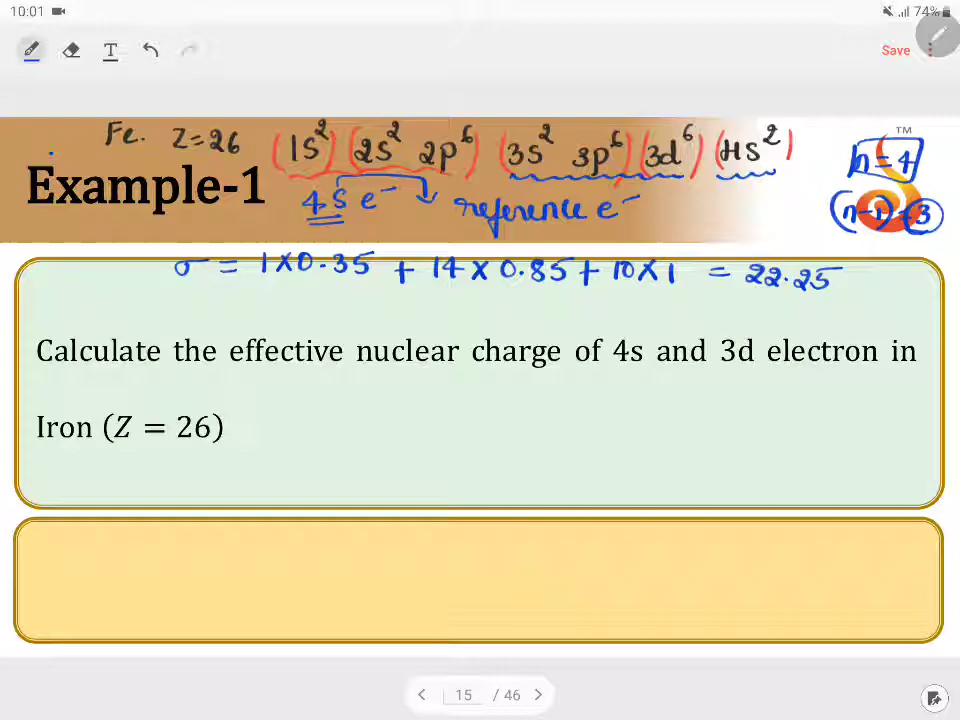 10:01
74%
T
Save
Fe. Z=26 (1s² ) (2s² 2p⁶ ) (3s² 3p⁶ ) (3d⁶ ) (4s² )
TM
n=4
Example-1
4s e⁻
reference e⁻
(n-1)=3
σ = 1×0.35 + 14×0.85 + 10×1 = 22.25
Calculate the effective nuclear charge of 4s and 3d electron in
Iron (Z = 26)
15 / 46